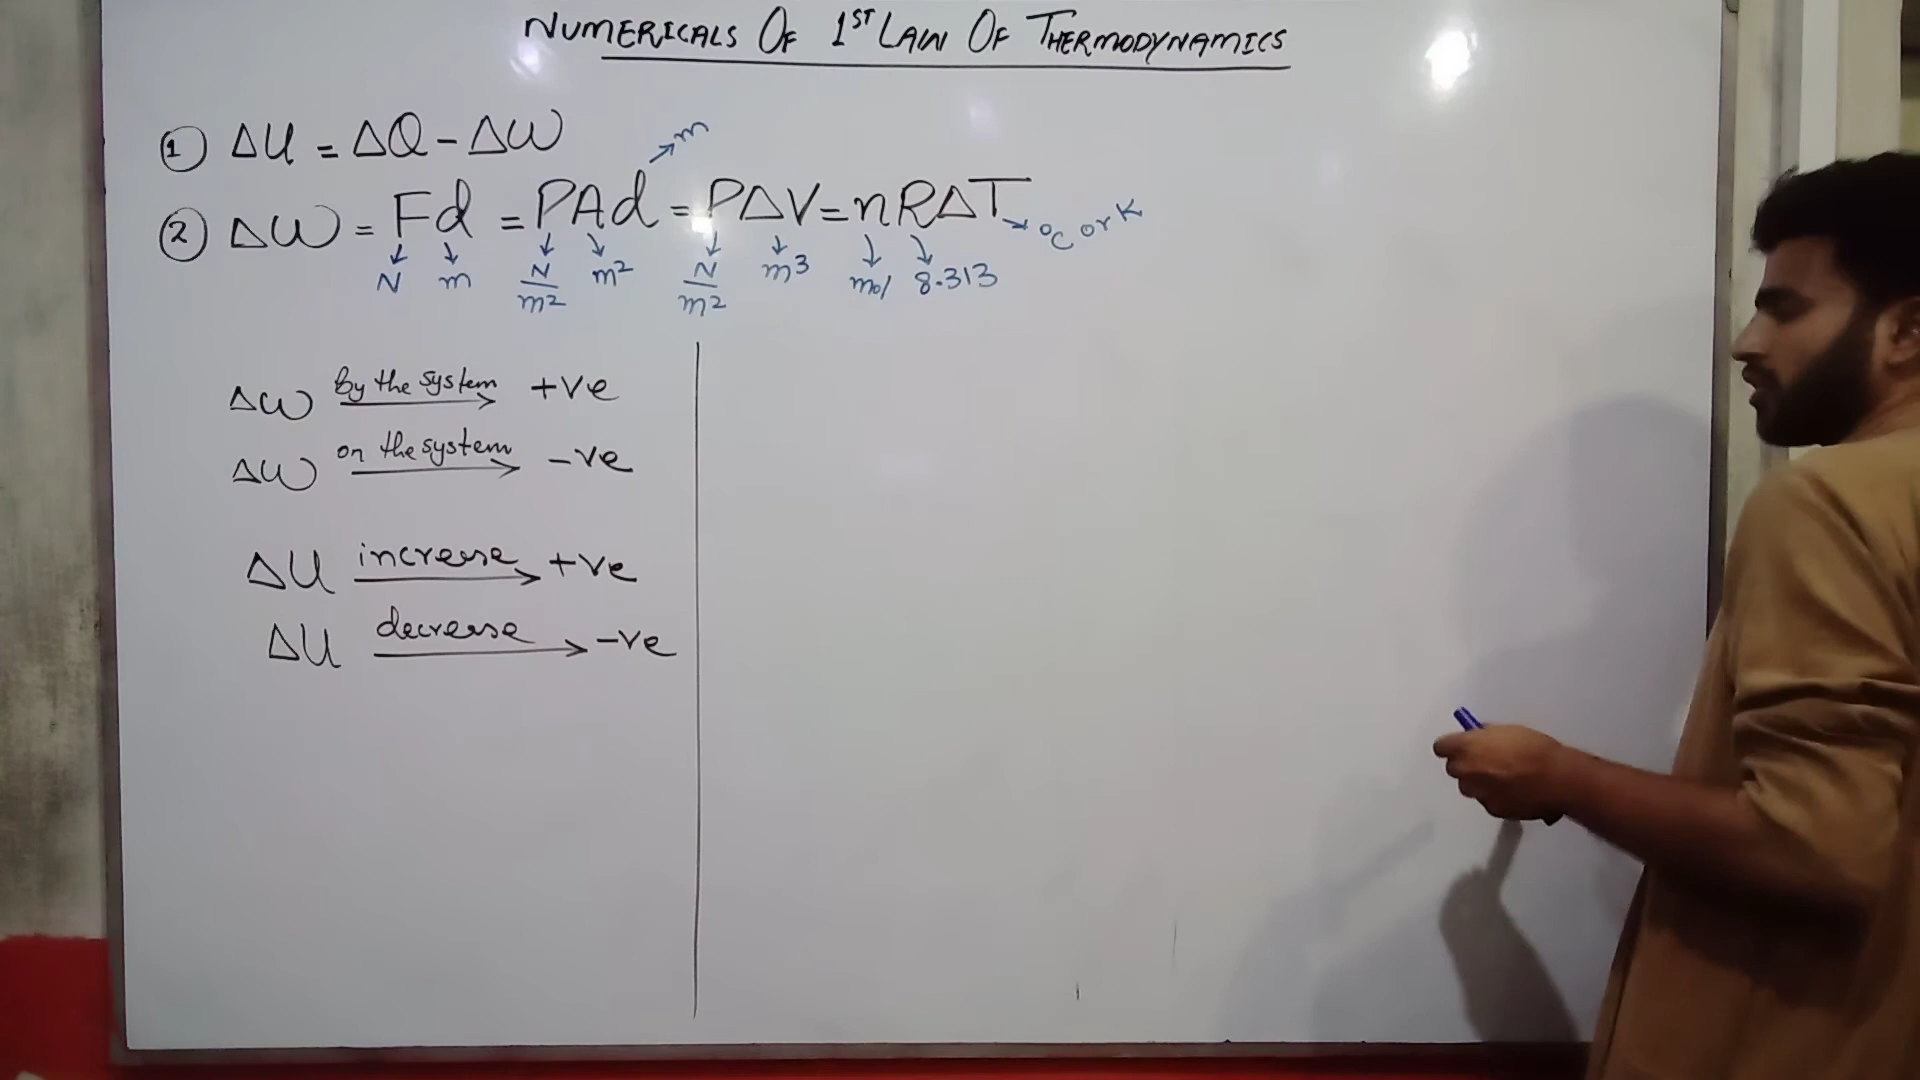 NUMERICALS OF 1ST LAW OF THERMODYNAMICS
① ΔU = ΔQ - ΔW
② ΔW = Fd = PAd = PΔV = nRΔT
→ m
→ °C or K
↓ N ↓ m ↓ N/m² ↓ m² ↓ N/m² ↓ m³ ↓ mol ↓ 8.313
ΔW By the system → +ve
ΔW on the system → -ve
ΔU increase → +ve
ΔU decrease → -ve